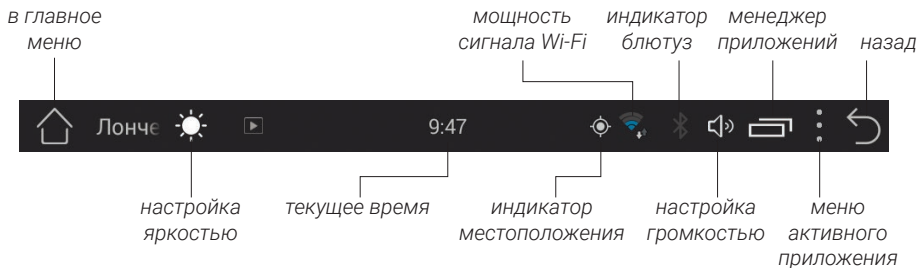 в главное
меню
мощность
сигнала Wi-Fi
индикатор
блютуз
менеджер
приложений
назад
Лонче
9:47
настройка
яркостью
текущее время
индикатор
местоположения
настройка
громкостью
меню
активного
приложения